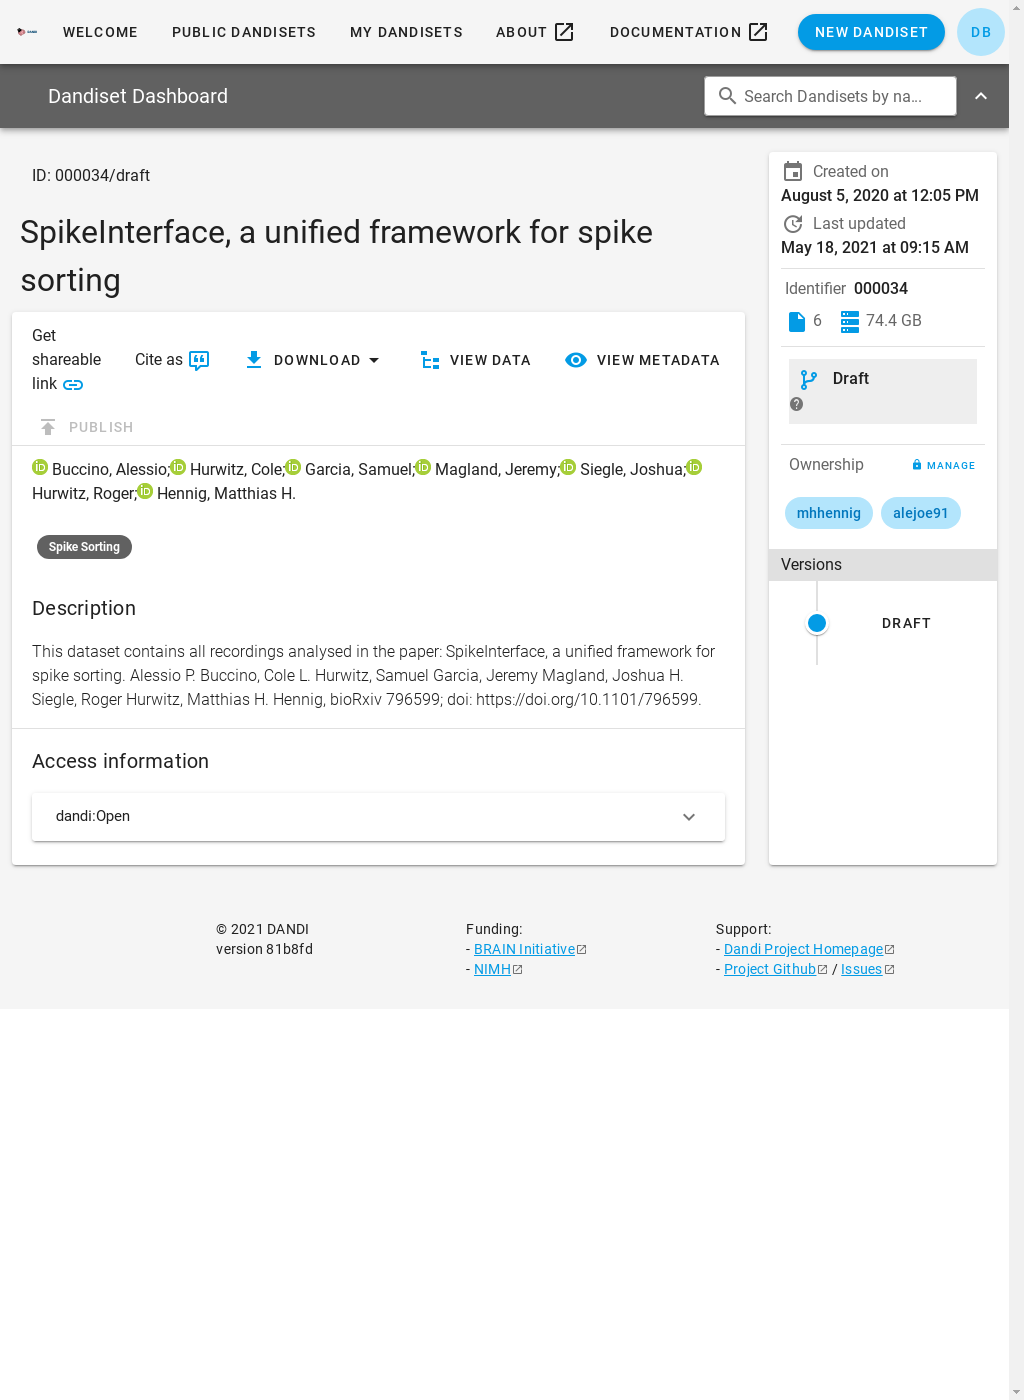 WELCOME PUBLIC DANDISETS MY DANDISETS ABOUT DOCUMENTATION NEW DANDISET DB
Dandiset Dashboard
Search Dandisets by na...
ID: 000034/draft
SpikeInterface, a unified framework for spike
sorting
Get
shareable
link
Cite as
DOWNLOAD
VIEW DATA
VIEW METADATA
PUBLISH
Buccino, Alessio; Hurwitz, Cole; Garcia, Samuel; Magland, Jeremy; Siegle, Joshua;
Hurwitz, Roger; Hennig, Matthias H.
Spike Sorting
Description
This dataset contains all recordings analysed in the paper: SpikeInterface, a unified framework for
spike sorting. Alessio P. Buccino, Cole L. Hurwitz, Samuel Garcia, Jeremy Magland, Joshua H.
Siegle, Roger Hurwitz, Matthias H. Hennig, bioRxiv 796599; doi: https://doi.org/10.1101/796599.
Access information
dandi:Open
Created on
August 5, 2020 at 12:05 PM
Last updated
May 18, 2021 at 09:15 AM
Identifier 000034
6 74.4 GB
Draft
Ownership MANAGE
mhhennig alejoe91
Versions
DRAFT
© 2021 DANDI
version 81b8fd
Funding:
- BRAIN Initiative
- NIMH
Support:
- Dandi Project Homepage
- Project Github / Issues